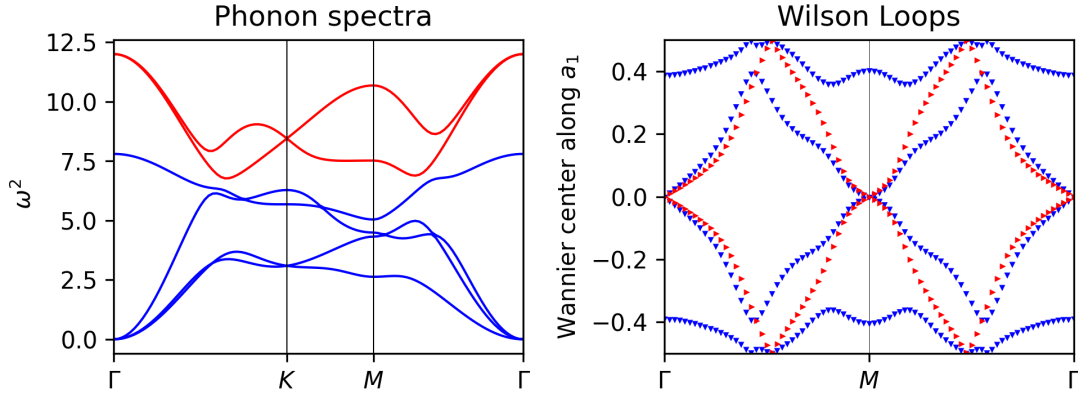 Phonon spectra
12.5
10.0
7.5
5.0
2.5
0.0
ω²
Γ
K
M
Γ
Wilson Loops
0.4
0.2
0.0
−0.2
−0.4
Wannier center along a₁
Γ
M
Γ